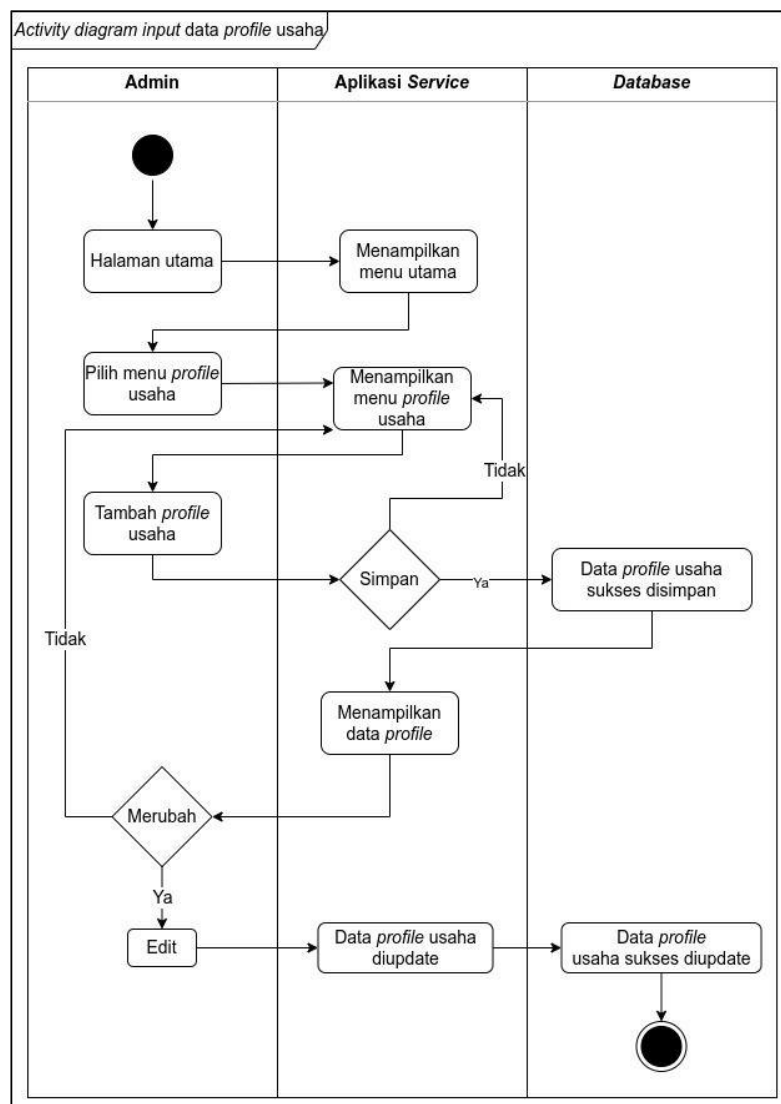 Activity diagram input data profile usaha
Admin
Aplikasi Service
Database
Halaman utama
Menampilkan
menu utama
Pilih menu profile
usaha
Menampilkan
menu profile
usaha
Tidak
Tambah profile
usaha
Simpan
Ya
Data profile usaha
sukses disimpan
Tidak
Menampilkan
data profile
Merubah
Ya
Edit
Data profile usaha
diupdate
Data profile
usaha sukses diupdate